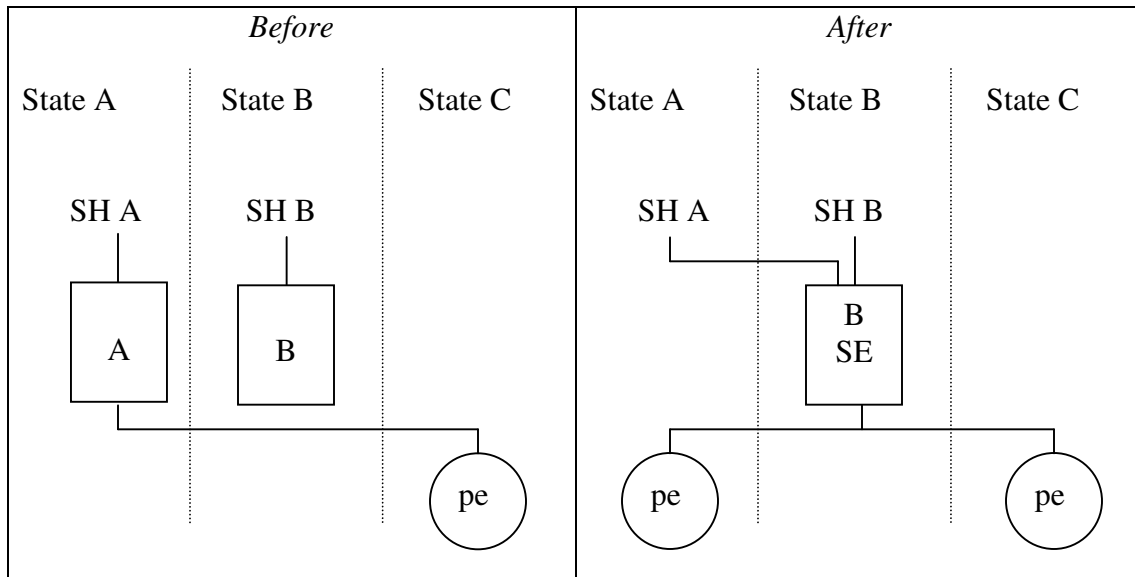 Before
State A State B State C
SH A SH B
A B
pe
After
State A State B State C
SH A SH B
B
SE
pe pe